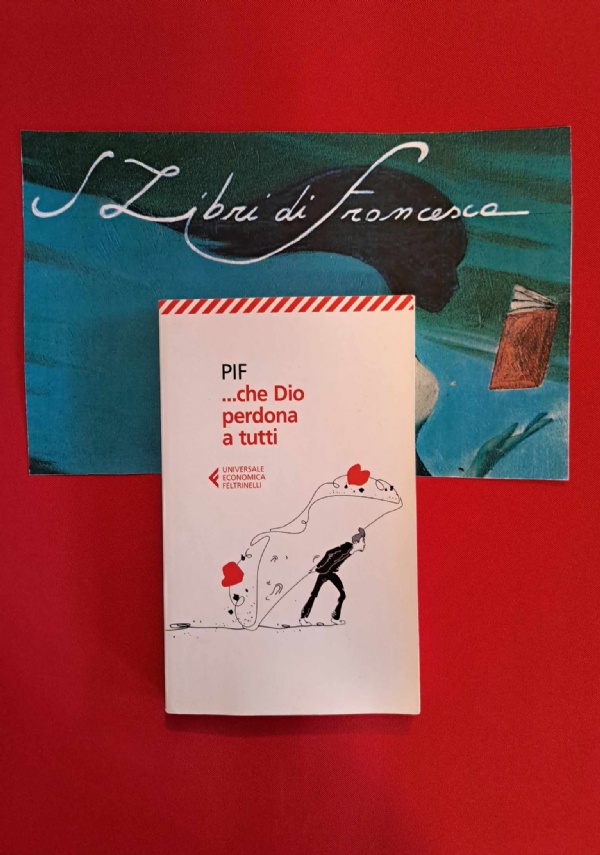 I Libri di Francesca
PIF
...che Dio
perdona
a tutti
UNIVERSALE
ECONOMICA
FELTRINELLI